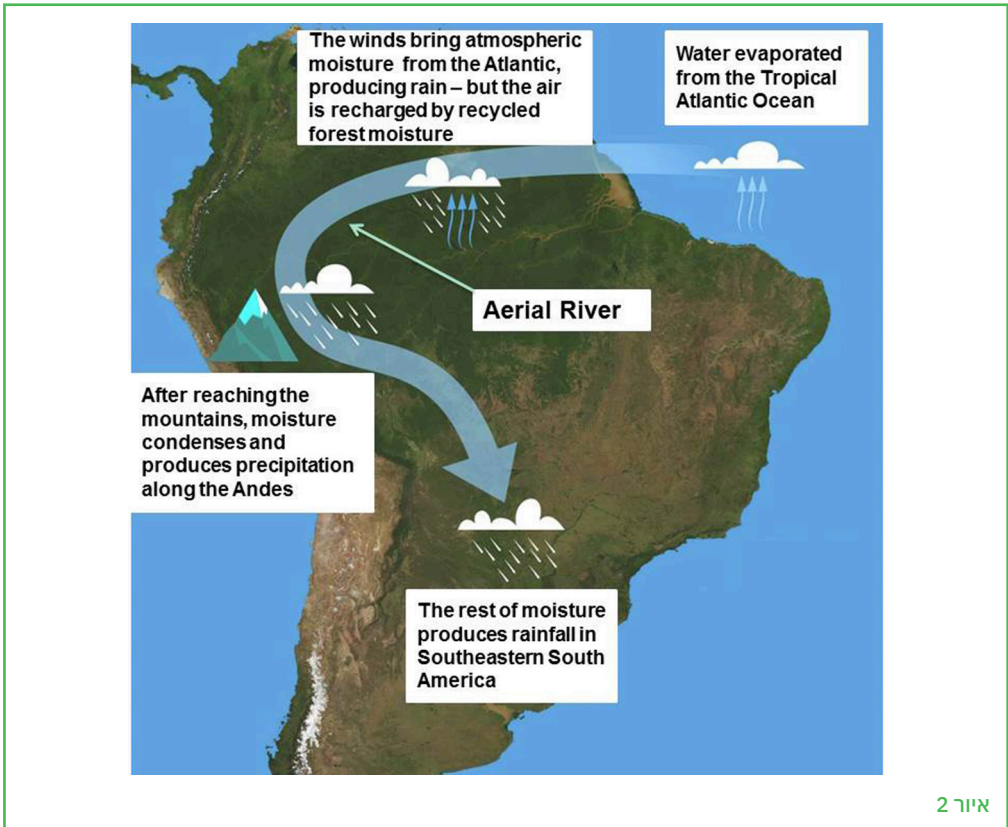 The winds bring atmospheric
moisture from the Atlantic,
producing rain – but the air
is recharged by recycled
forest moisture
Water evaporated
from the Tropical
Atlantic Ocean
Aerial River
After reaching the
mountains, moisture
condenses and
produces precipitation
along the Andes
The rest of moisture
produces rainfall in
Southeastern South
America
איור 2